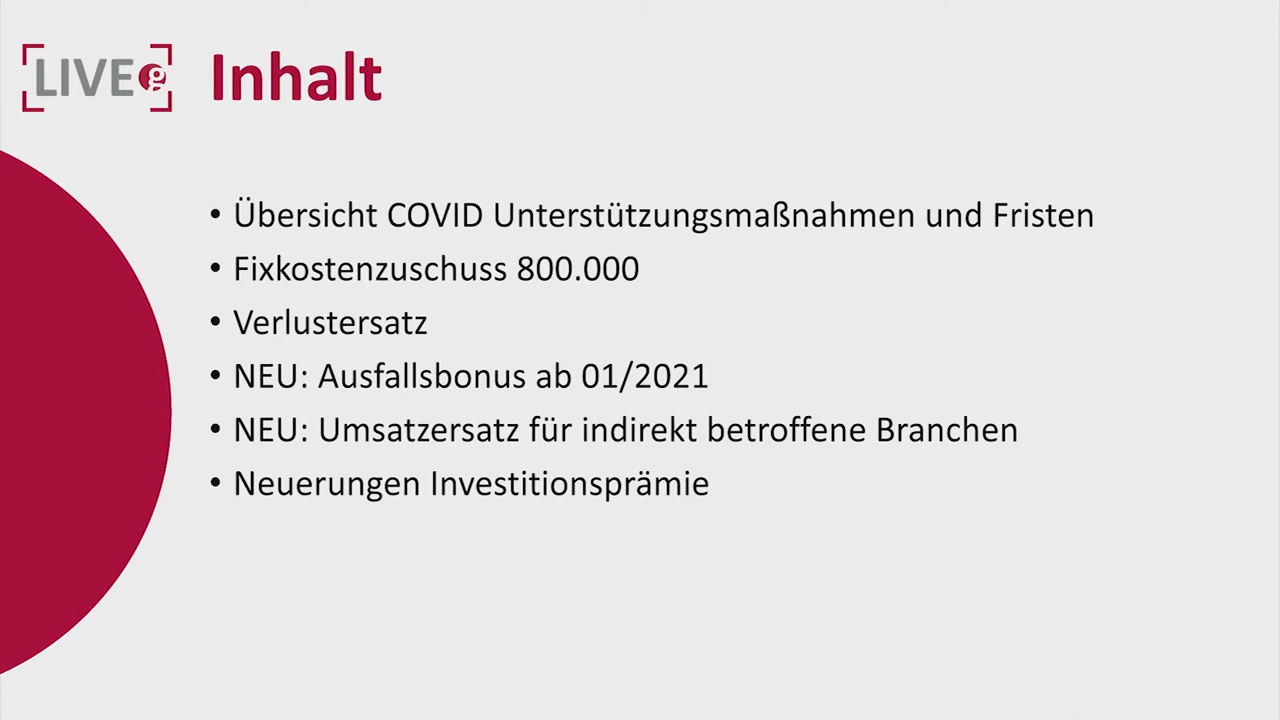 LIVE g
Inhalt
• Übersicht COVID Unterstützungsmaßnahmen und Fristen
• Fixkostenzuschuss 800.000
• Verlustersatz
• NEU: Ausfallsbonus ab 01/2021
• NEU: Umsatzersatz für indirekt betroffene Branchen
• Neuerungen Investitionsprämie